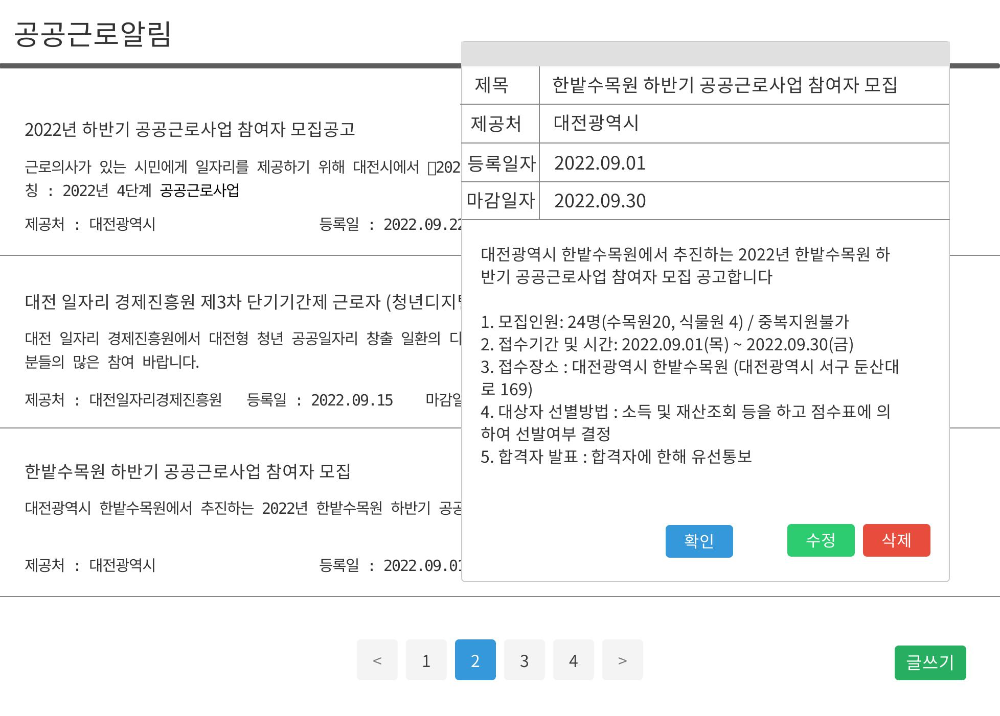 공공근로알림
2022년 하반기 공공근로사업 참여자 모집공고
근로의사가 있는 시민에게 일자리를 제공하기 위해 대전시에서 202
칭 : 2022년 4단계 공공근로사업
제공처 : 대전광역시 등록일 : 2022.09.22
대전 일자리 경제진흥원 제3차 단기기간제 근로자 (청년디지털
대전 일자리 경제진흥원에서 대전형 청년 공공일자리 창출 일환의 디
분들의 많은 참여 바랍니다.
제공처 : 대전일자리경제진흥원 등록일 : 2022.09.15 마감일
한밭수목원 하반기 공공근로사업 참여자 모집
대전광역시 한밭수목원에서 추진하는 2022년 한밭수목원 하반기 공공
제공처 : 대전광역시 등록일 : 2022.09.01
제목 한밭수목원 하반기 공공근로사업 참여자 모집
제공처 대전광역시
등록일자 2022.09.01
마감일자 2022.09.30
대전광역시 한밭수목원에서 추진하는 2022년 한밭수목원 하
반기 공공근로사업 참여자 모집 공고합니다
1. 모집인원: 24명(수목원20, 식물원 4) / 중복지원불가
2. 접수기간 및 시간: 2022.09.01(목) ~ 2022.09.30(금)
3. 접수장소 : 대전광역시 한밭수목원 (대전광역시 서구 둔산대
로 169)
4. 대상자 선별방법 : 소득 및 재산조회 등을 하고 점수표에 의
하여 선발여부 결정
5. 합격자 발표 : 합격자에 한해 유선통보
확인 수정 삭제
< 1 2 3 4 >
글쓰기